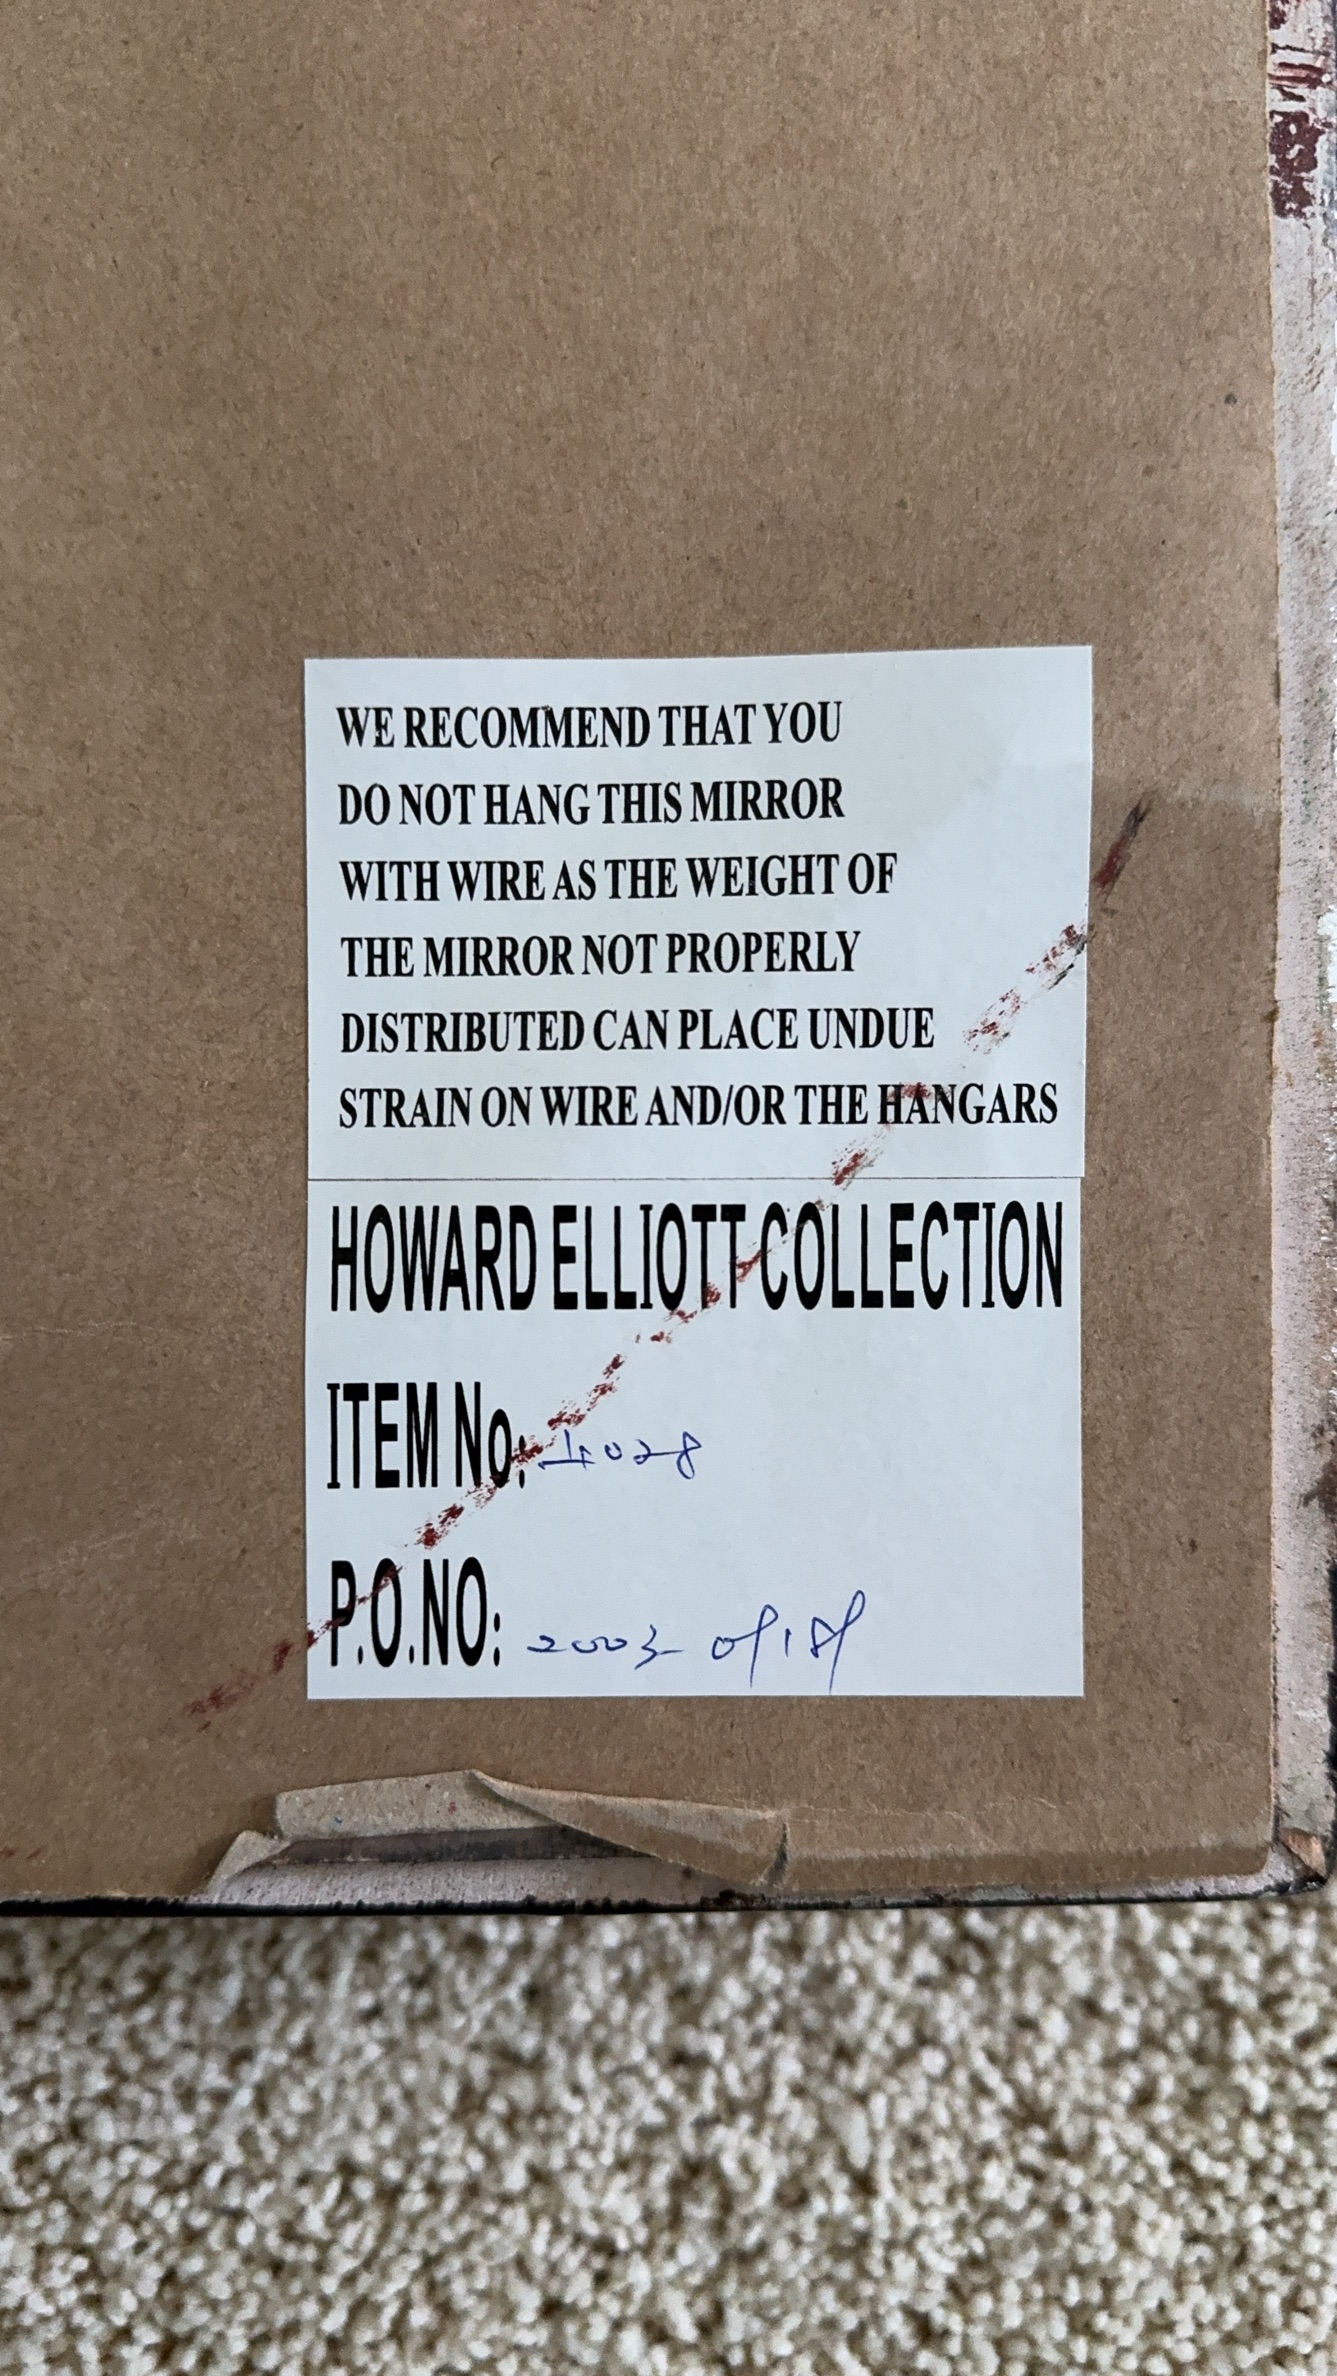 WE RECOMMEND THAT YOU
DO NOT HANG THIS MIRROR
WITH WIRE AS THE WEIGHT OF
THE MIRROR NOT PROPERLY
DISTRIBUTED CAN PLACE UNDUE
STRAIN ON WIRE AND/OR THE HANGARS
HOWARD ELLIOTT COLLECTION
ITEM No: 4028
P.O.NO: 2003